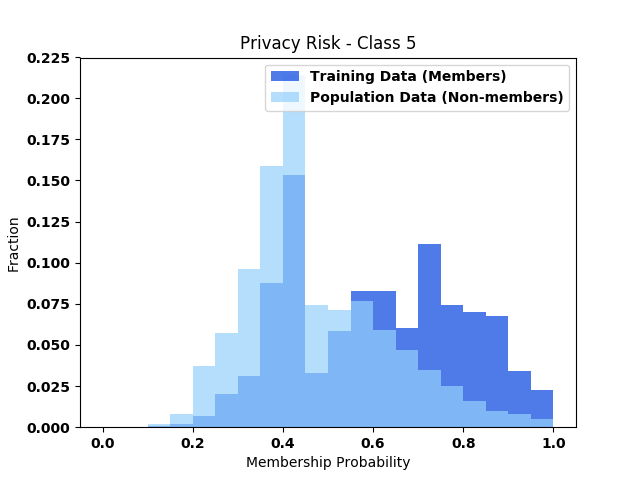 Privacy Risk - Class 5
Training Data (Members)
Population Data (Non-members)
Fraction
0.225
0.200
0.175
0.150
0.125
0.100
0.075
0.050
0.025
0.000
0.0 0.2 0.4 0.6 0.8 1.0
Membership Probability